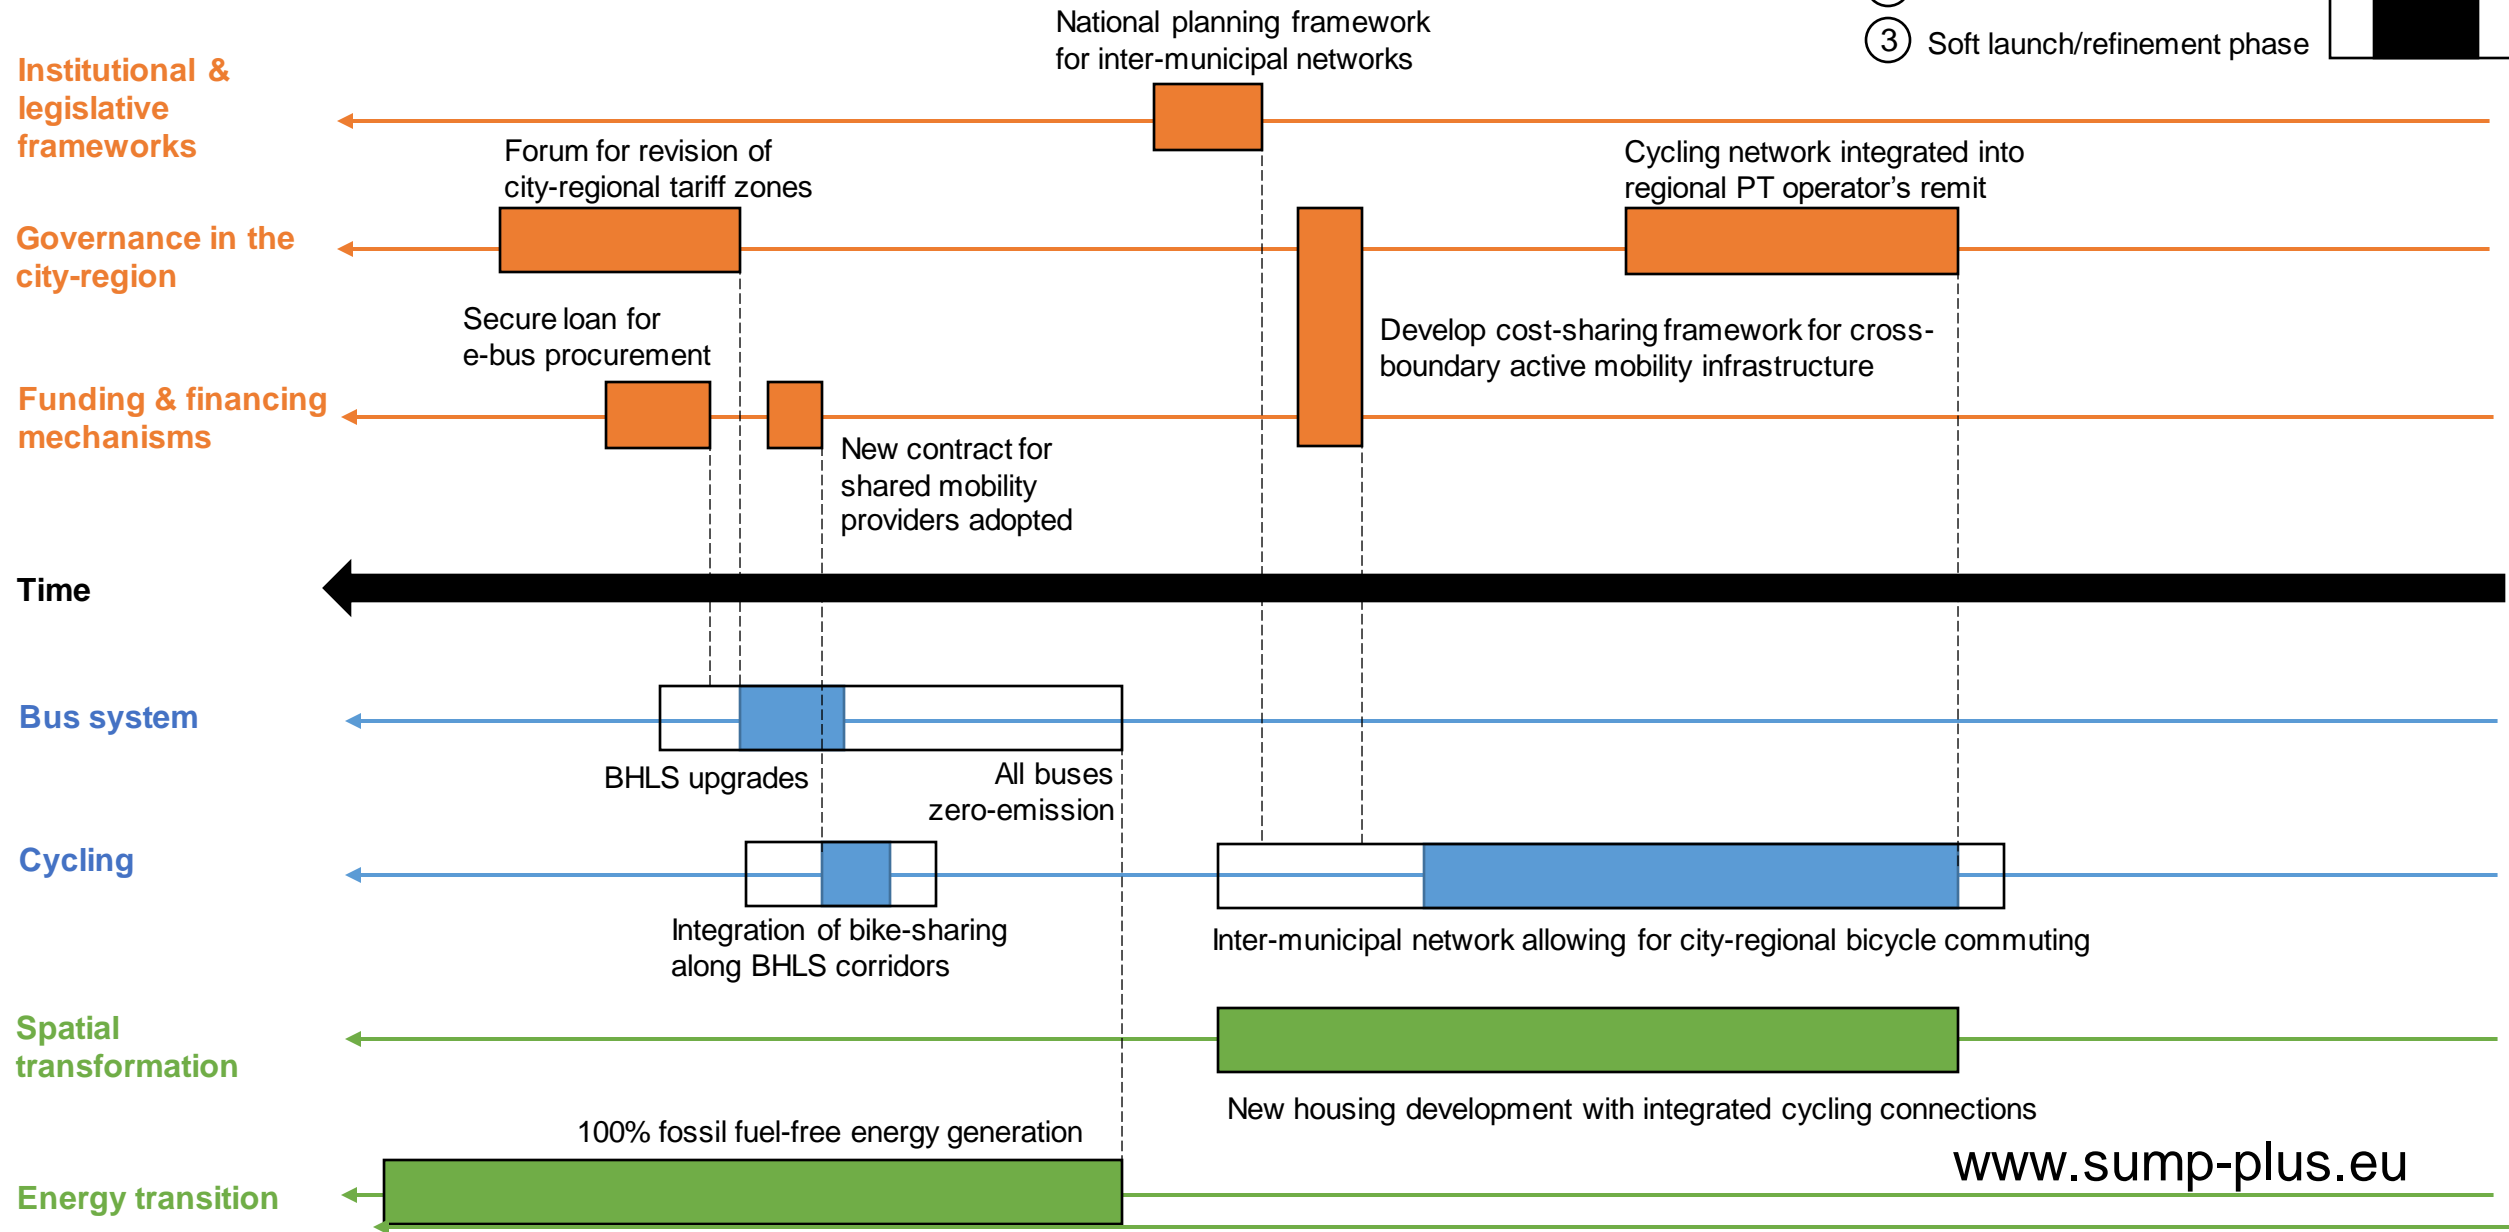 National planning framework
for inter-municipal networks
3 Soft launch/refinement phase
Institutional &
legislative
frameworks
Forum for revision of
city-regional tariff zones
Cycling network integrated into
regional PT operator’s remit
Governance in the
city-region
Secure loan for
e-bus procurement
Develop cost-sharing framework for cross-
boundary active mobility infrastructure
Funding & financing
mechanisms
New contract for
shared mobility
providers adopted
Time
Bus system
BHLS upgrades
All buses
zero-emission
Cycling
Integration of bike-sharing
along BHLS corridors
Inter-municipal network allowing for city-regional bicycle commuting
Spatial
transformation
New housing development with integrated cycling connections
100% fossil fuel-free energy generation
www.sump-plus.eu
Energy transition